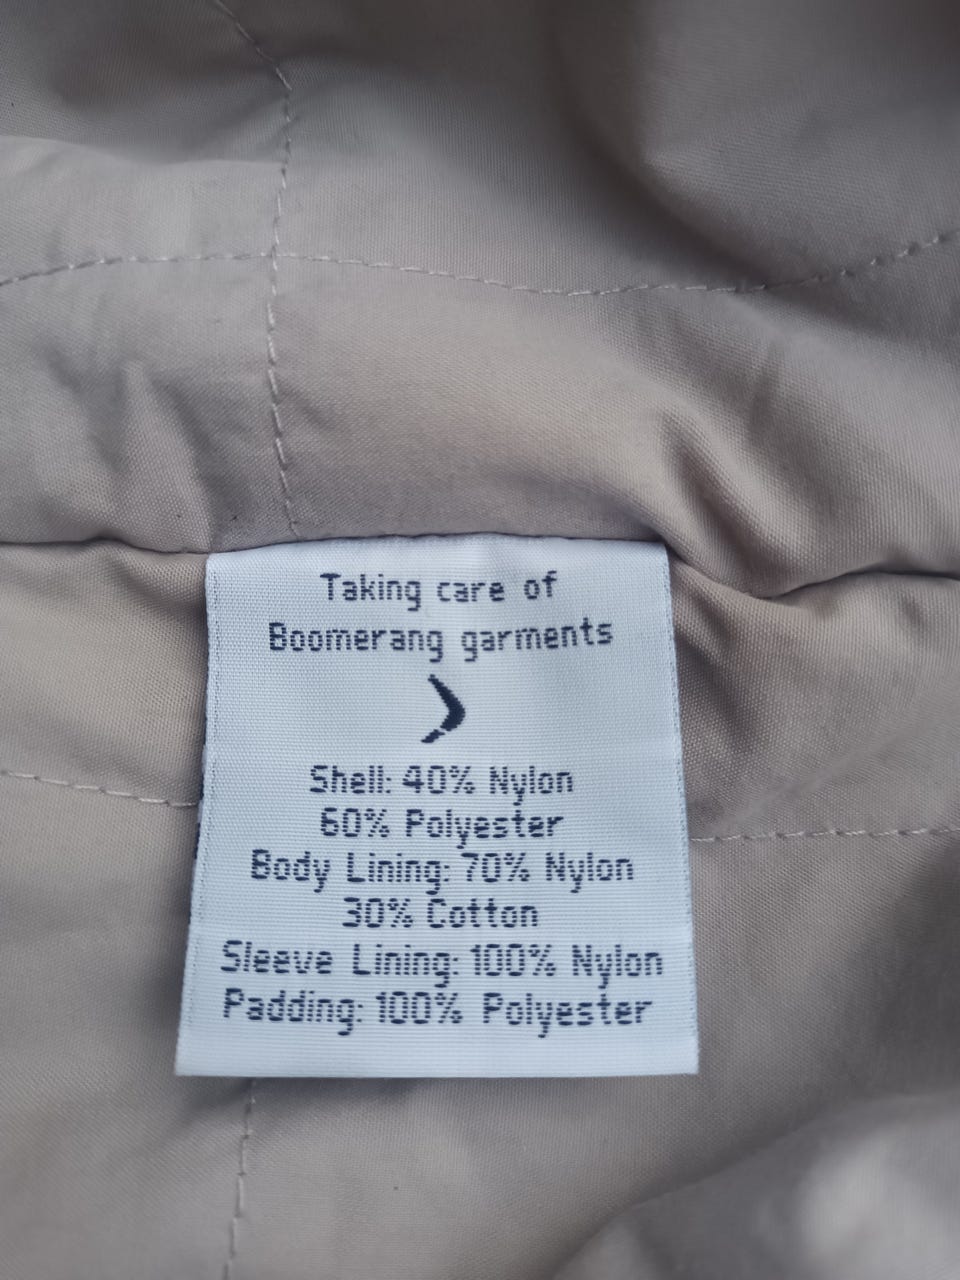 Taking care of
Boomerang garments
Shell: 40% Nylon
60% Polyester
Body Lining: 70% Nylon
30% Cotton
Sleeve Lining: 100% Nylon
Padding: 100% Polyester